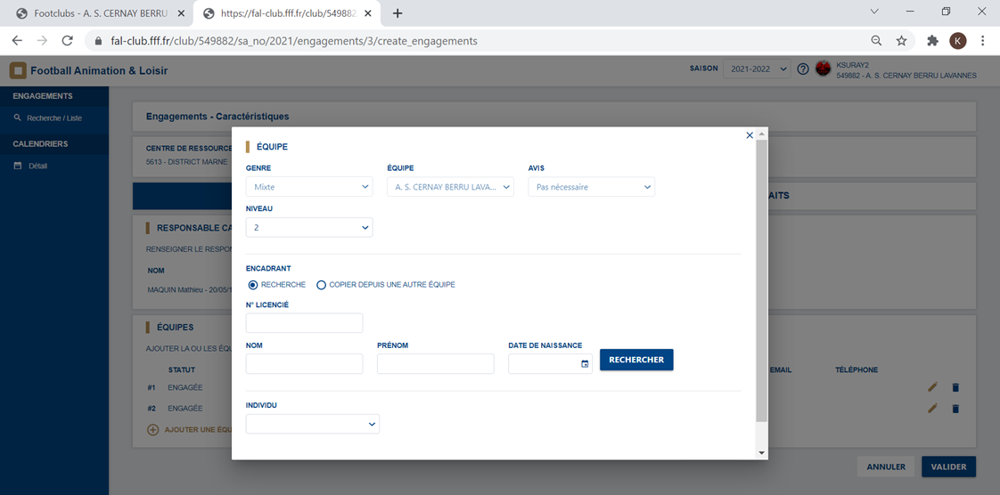 Footclubs - A. S. CERNAY BERRU
https://fal-club.fff.fr/club/549882
fal-club.fff.fr/club/549882/sa_no/2021/engagements/3/create_engagements
K
Football Animation & Loisir
SAISON
2021-2022
KSURAY2
549882 - A. S. CERNAY BERRU LAVANNES
ENGAGEMENTS
Recherche / Liste
CALENDRIERS
Détail
Engagements - Caractéristiques
CENTRE DE RESSOURCE
5613 - DISTRICT MARNE
AITS
RESPONSABLE CA
RENSEIGNER LE RESPON
NOM
MAQUIN Mathieu - 20/05/1
ÉQUIPES
AJOUTER LA OU LES ÉQU
STATUT
EMAIL
TÉLÉPHONE
#1 ENGAGÉE
#2 ENGAGÉE
AJOUTER UNE ÉQU
ÉQUIPE
GENRE
ÉQUIPE
AVIS
Mixte
A. S. CERNAY BERRU LAVA...
Pas nécessaire
NIVEAU
2
ENCADRANT
RECHERCHE
COPIER DEPUIS UNE AUTRE ÉQUIPE
N° LICENCIÉ
NOM
PRÉNOM
DATE DE NAISSANCE
RECHERCHER
INDIVIDU
ANNULER
VALIDER